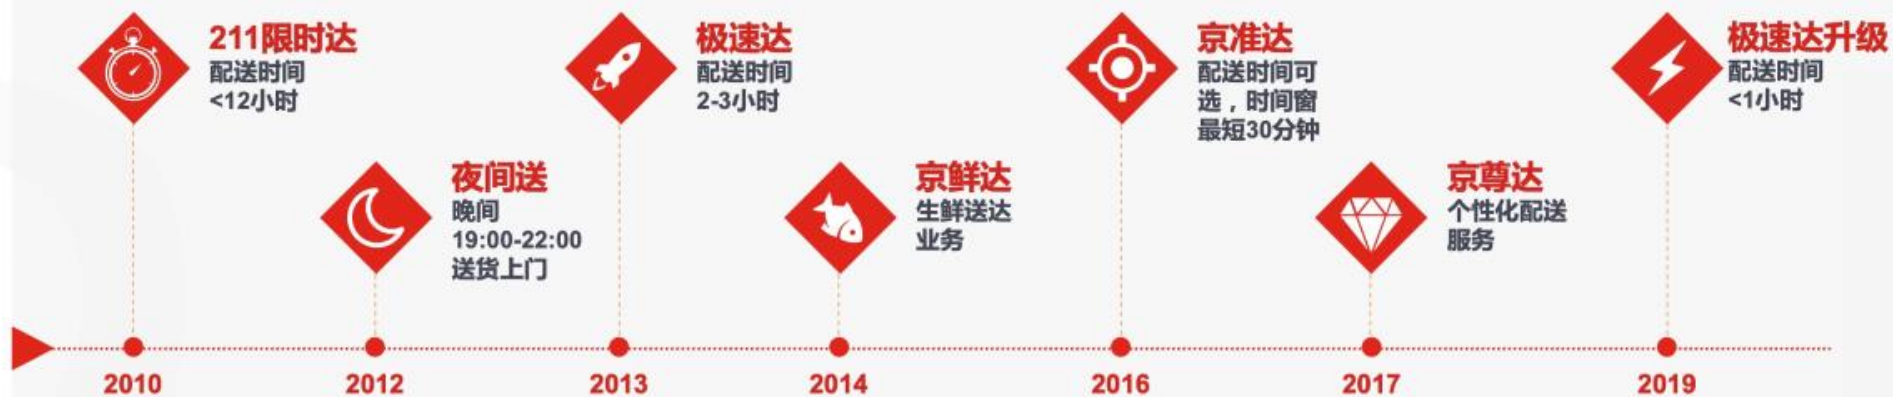 211限时达
配送时间
<12小时
夜间送
晚间
19:00-22:00
送货上门
极速达
配送时间
2-3小时
京鲜达
生鲜送达
业务
京准达
配送时间可
选，时间窗
最短30分钟
京尊达
个性化配送
服务
极速达升级
配送时间
<1小时
2010
2012
2013
2014
2016
2017
2019